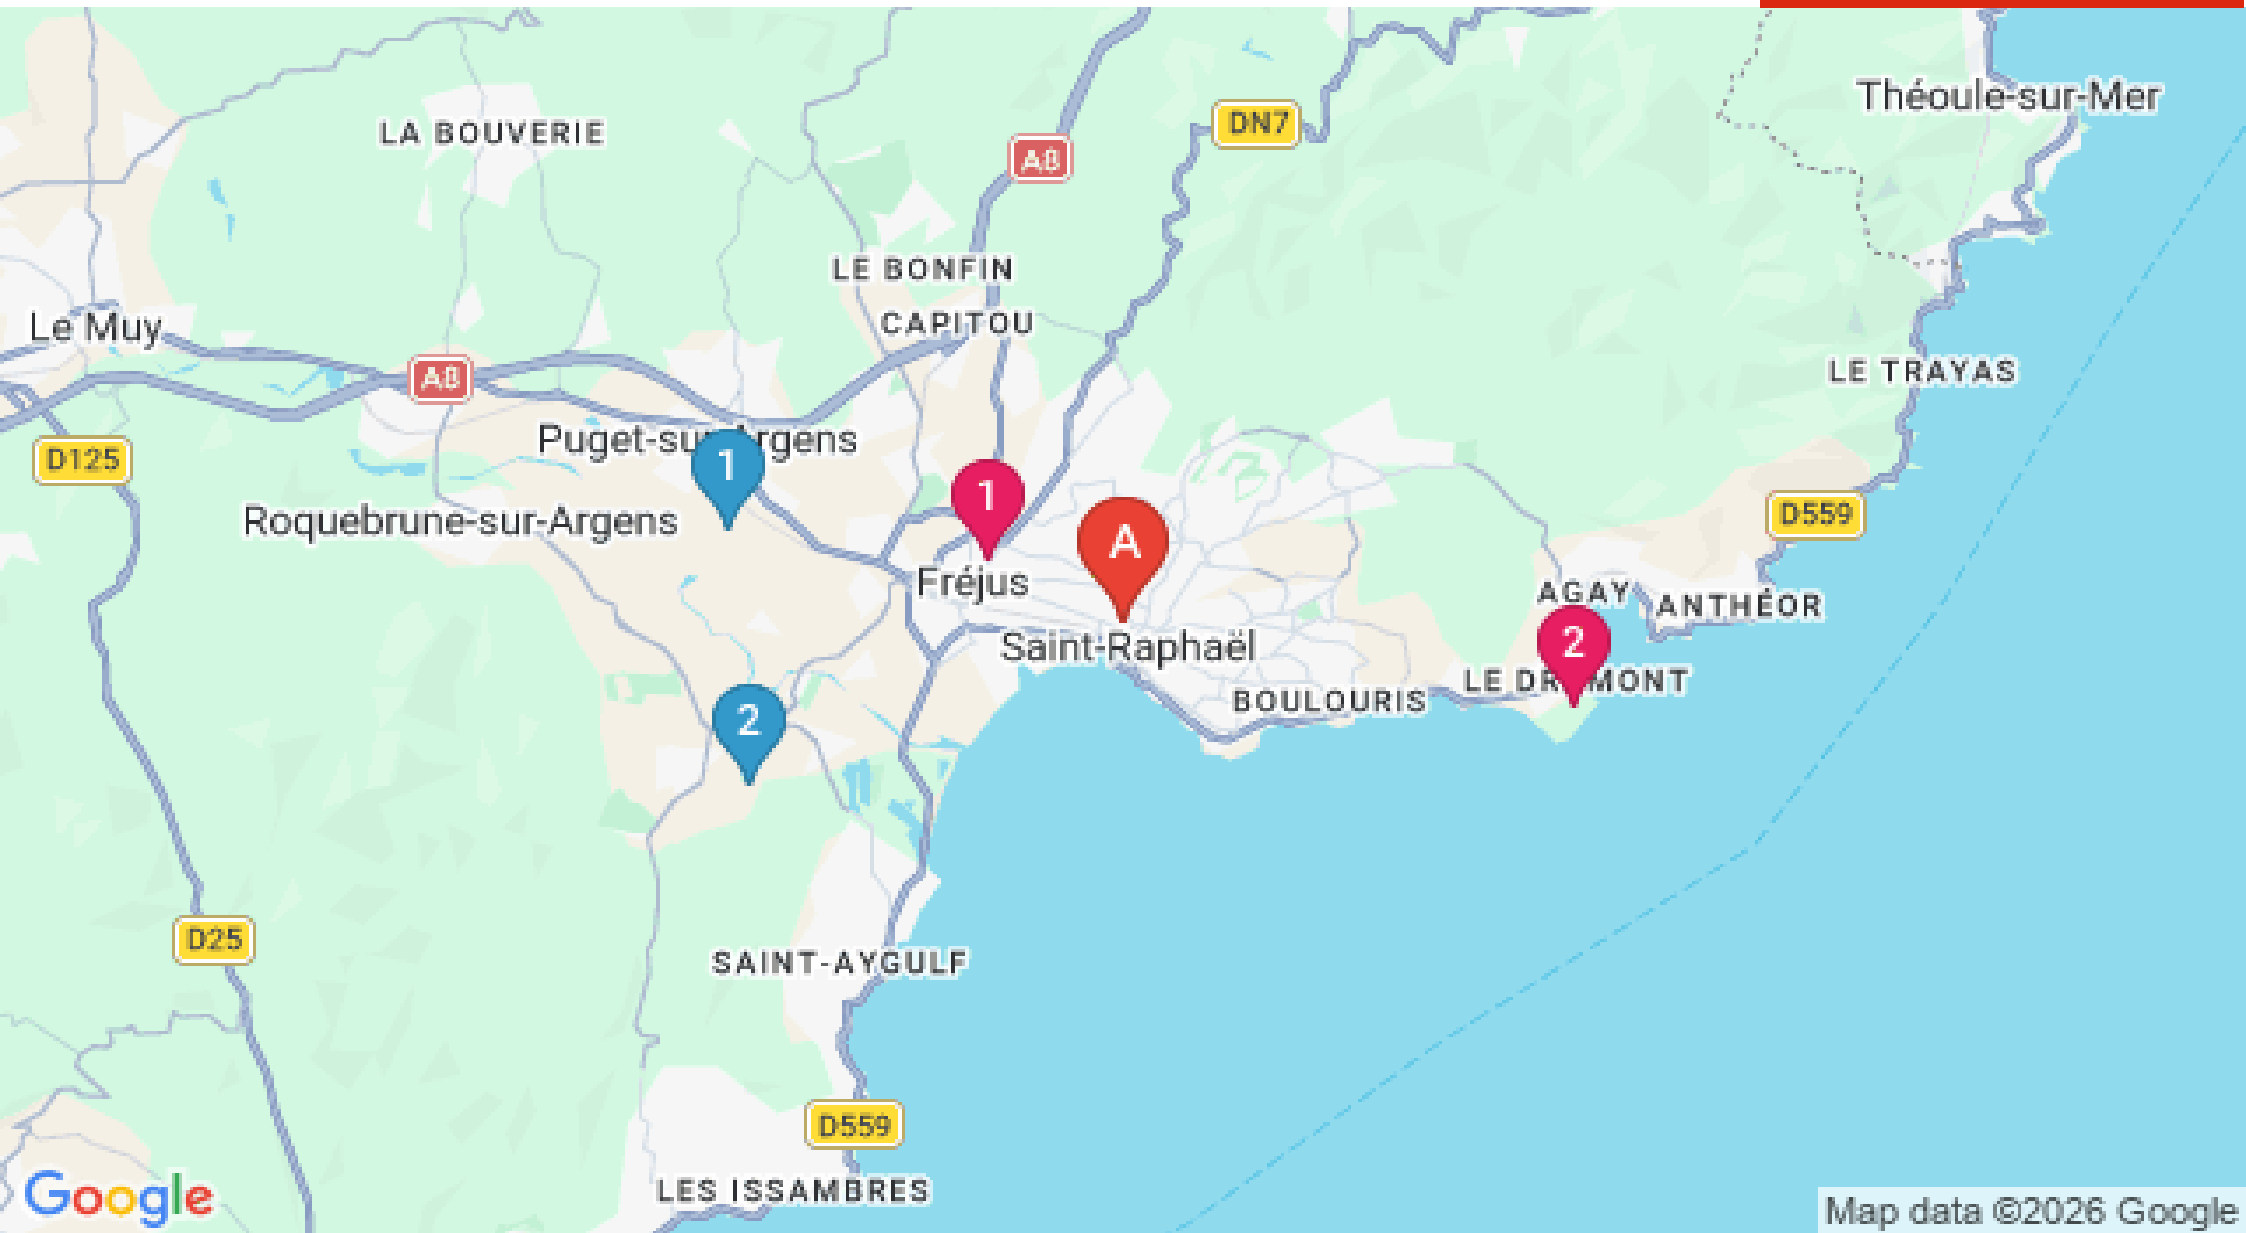 Théoule-sur-Mer
LA BOUVERIE
DN7
A8
LE BONFIN
CAPITOU
Le Muy
LE TRAYAS
A8
Puget-sur-Argens
D125
1
1
Roquebrune-sur-Argens
D559
A
Fréjus
AGAY
ANTHÉOR
2
Saint-Raphaël
LE DRAMONT
BOULOURIS
2
D25
SAINT-AYGULF
D559
LES ISSAMBRES
Google
Map data ©2026 Google